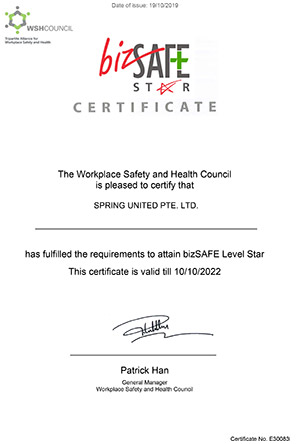 Date of issue: 19/10/2019
WSHCOUNCIL
Tripartite Alliance for
Workplace Safety and Health
bizSAFE
STAR
CERTIFICATE
The Workplace Safety and Health Council
is pleased to certify that
SPRING UNITED PTE. LTD.
has fulfilled the requirements to attain bizSAFE Level Star
This certificate is valid till 10/10/2022
Patrick Han
General Manager
Workplace Safety and Health Council
Certificate No. E30083